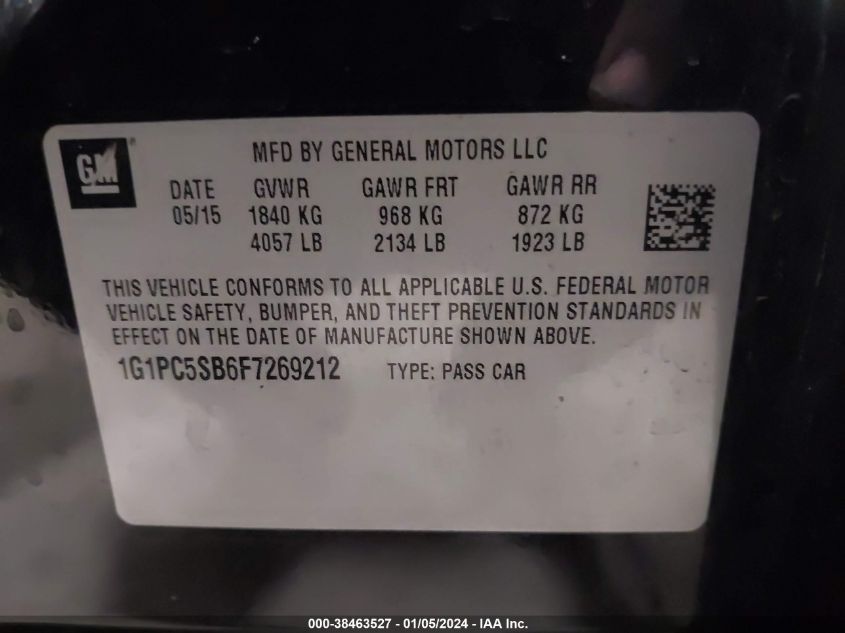 GM
MFD BY GENERAL MOTORS LLC
DATE GVWR GAWR FRT GAWR RR
05/15 1840 KG 968 KG 872 KG
4057 LB 2134 LB 1923 LB
THIS VEHICLE CONFORMS TO ALL APPLICABLE U.S. FEDERAL MOTOR
VEHICLE SAFETY, BUMPER, AND THEFT PREVENTION STANDARDS IN
EFFECT ON THE DATE OF MANUFACTURE SHOWN ABOVE.
1G1PC5SB6F7269212 TYPE: PASS CAR
000-38463527 - 01/05/2024 - IAA Inc.